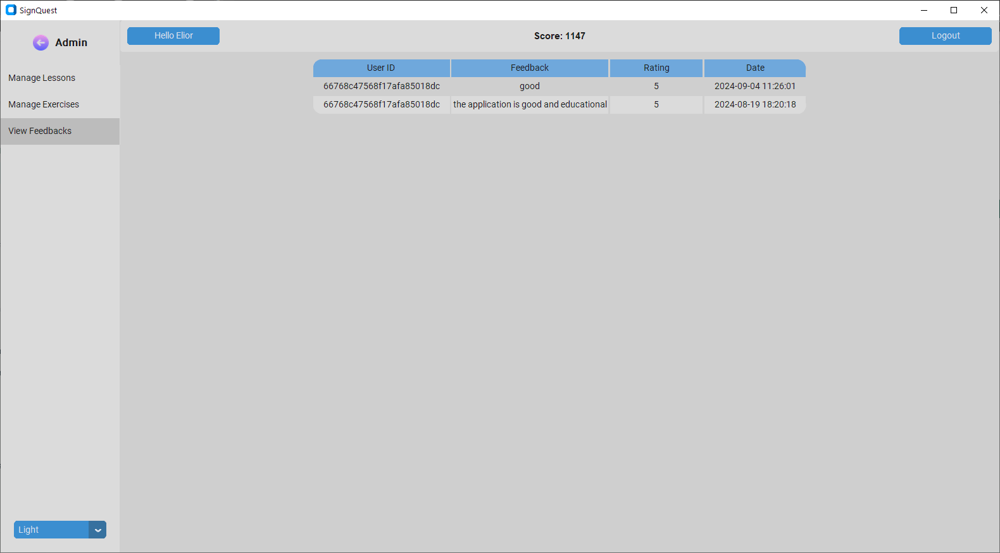 SignQuest
Admin
Manage Lessons
Manage Exercises
View Feedbacks
Light
Hello Elior
Score: 1147
Logout
User ID Feedback Rating Date
66768c47568f17afa85018dc good 5 2024-09-04 11:26:01
66768c47568f17afa85018dc the application is good and educational 5 2024-08-19 18:20:18